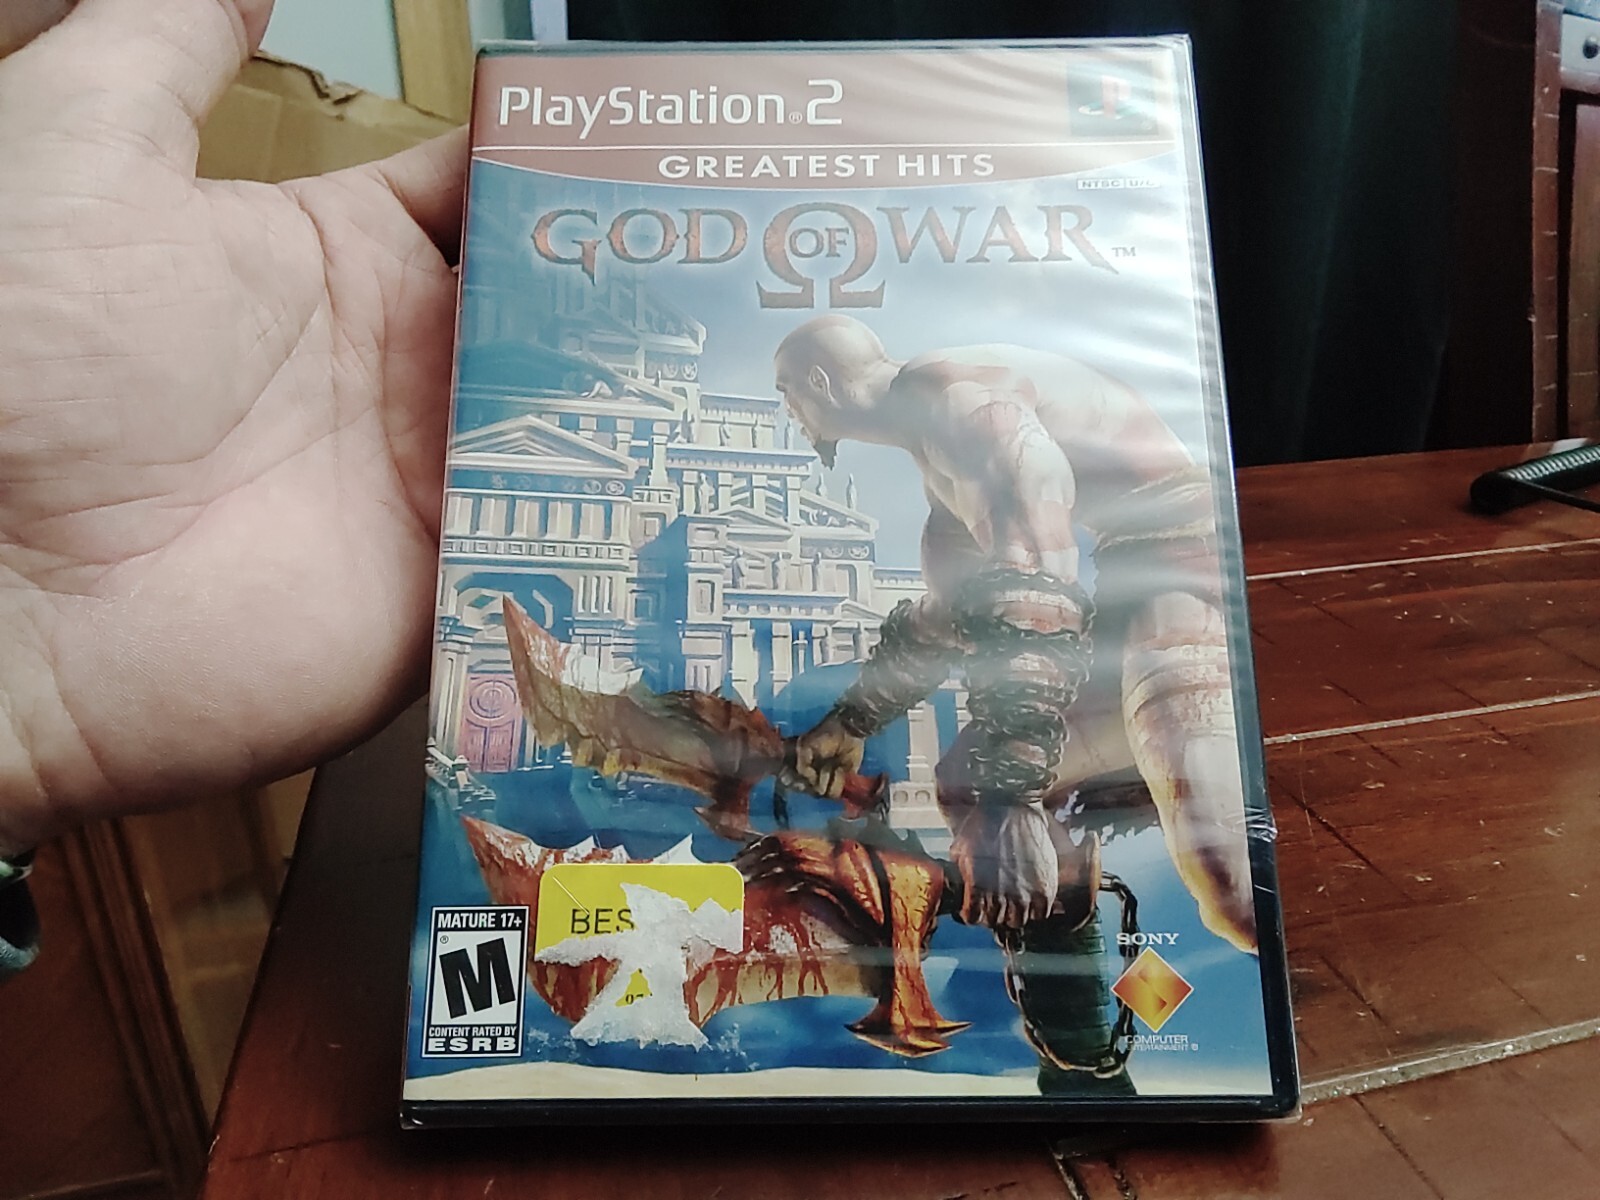 PlayStation®2
GREATEST HITS
NTSC U/C
GOD OF WAR™
BES
MATURE 17+
®
M
CONTENT RATED BY
ESRB
SONY
COMPUTER
ENTERTAINMENT®